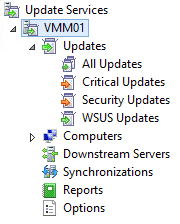 Update Services
VMM01
Updates
All Updates
Critical Updates
Security Updates
WSUS Updates
Computers
Downstream Servers
Synchronizations
Reports
Options